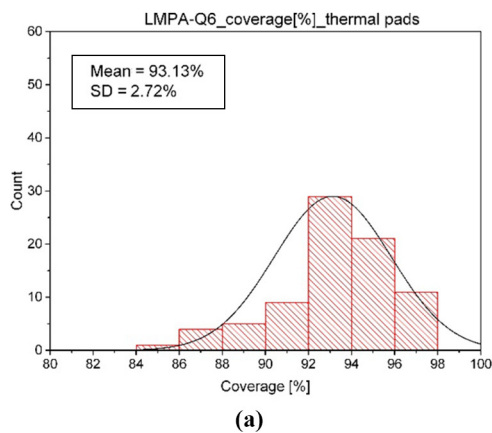 LMPA-Q6_coverage[%]_thermal pads
Mean = 93.13%
SD = 2.72%
60
50
40
30
20
10
0
Count
80 82 84 86 88 90 92 94 96 98 100
Coverage [%]
(a)